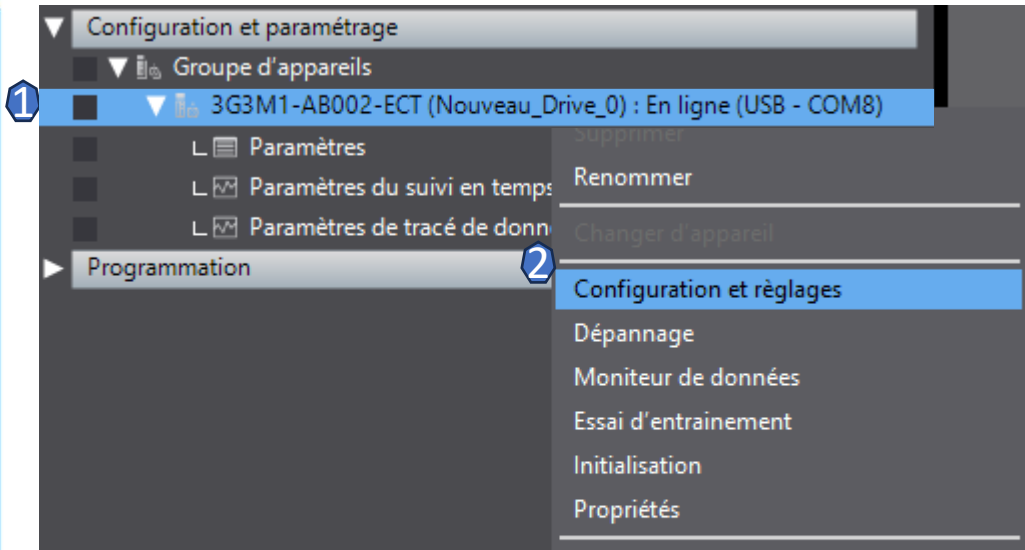 Configuration et paramétrage
Groupe d'appareils
1
3G3M1-AB002-ECT (Nouveau_Drive_0) : En ligne (USB - COM8)
Paramètres
Paramètres du suivi en temps
Paramètres de tracé de donn
Programmation
Supprimer
Renommer
Changer d'appareil
2
Configuration et règlages
Dépannage
Moniteur de données
Essai d'entrainement
Initialisation
Propriétés